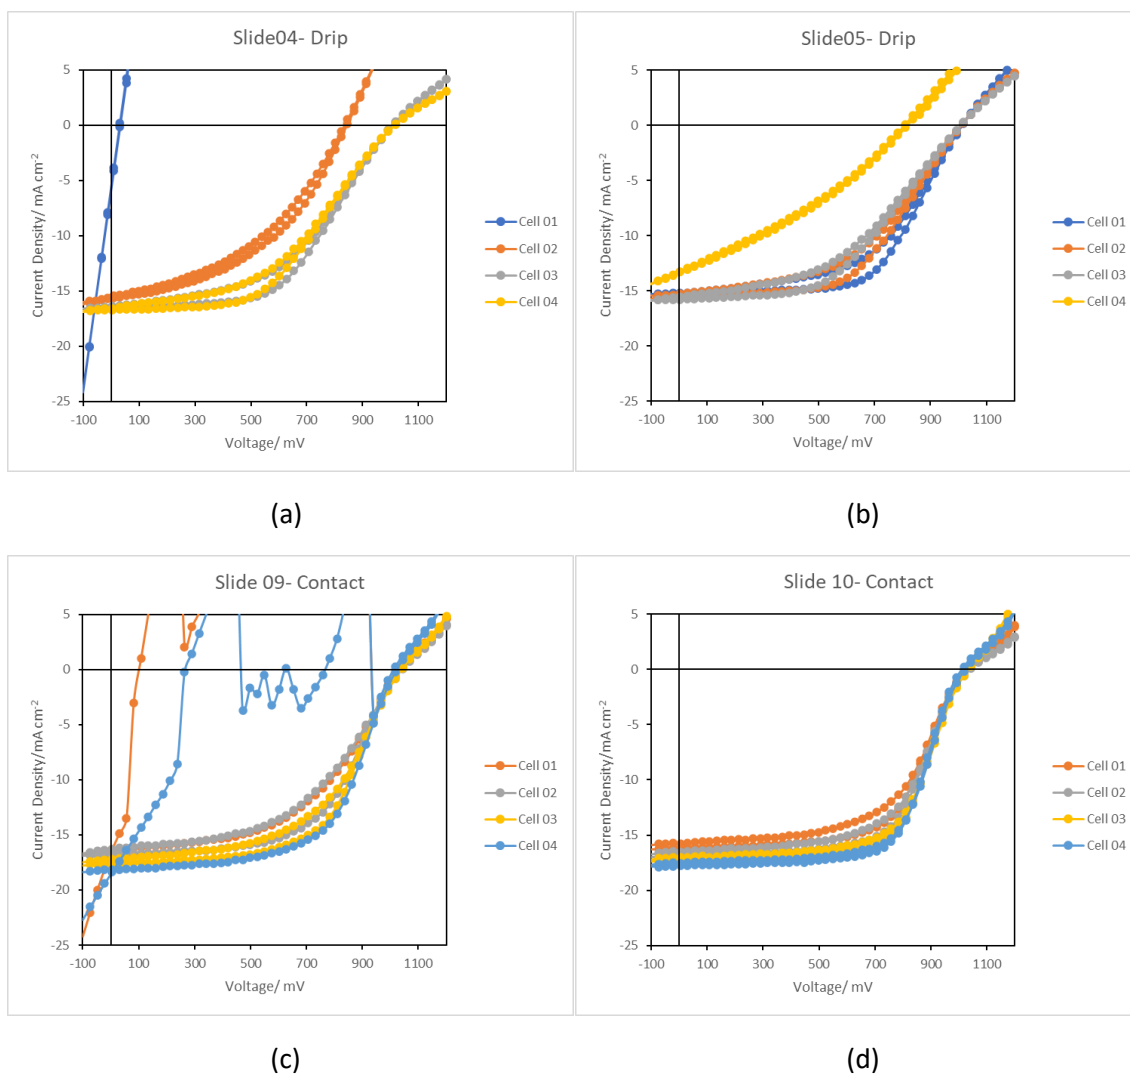 Slide04- Drip
5
0
-5
-10
-15
-20
-25
-100 100 300 500 700 900 1100
Current Density/ mA cm-2
Voltage/ mV
Cell 01
Cell 02
Cell 03
Cell 04
(a)
Slide05- Drip
5
0
-5
-10
-15
-20
-25
-100 100 300 500 700 900 1100
Current Density/ mA cm-2
Voltage/ mV
Cell 01
Cell 02
Cell 03
Cell 04
(b)
Slide 09- Contact
5
0
-5
-10
-15
-20
-25
-100 100 300 500 700 900 1100
Current Density/mA cm-2
Voltage/ mV
Cell 01
Cell 02
Cell 03
Cell 04
(c)
Slide 10- Contact
5
0
-5
-10
-15
-20
-25
-100 100 300 500 700 900 1100
Current Density/ mA cm-2
Voltage/ mV
Cell 01
Cell 02
Cell 03
Cell 04
(d)